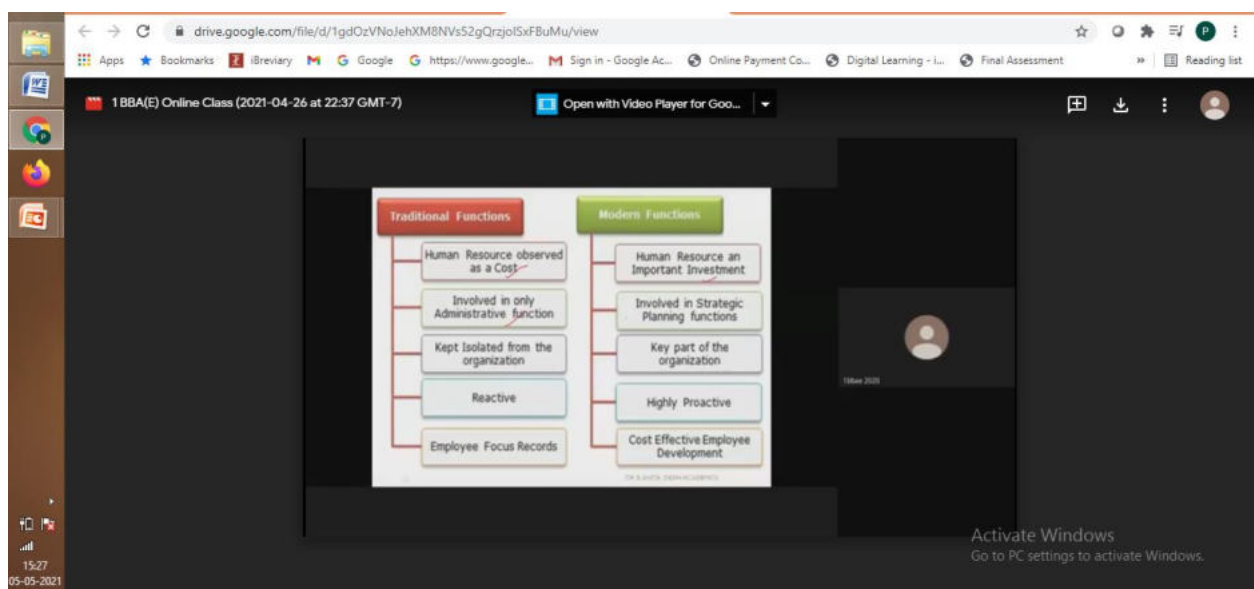 drive.google.com/file/d/1gdOzVNoJehXM8NVsS2gQrzjoISxFBuMu/view
P
Apps
Bookmarks
iBreviary
Google
https://www.google...
Sign in - Google Ac...
Online Payment Co...
Digital Learning - i...
Final Assessment
»
Reading list
1 BBA(E) Online Class (2021-04-26 at 22:37 GMT-7)
Open with Video Player for Goo...
Traditional Functions
Human Resource observed
as a Cost
Involved in only
Administrative function
Kept Isolated from the
organization
Reactive
Employee Focus Records
Modern Functions
Human Resource an
Important Investment
Involved in Strategic
Planning functions
Key part of the
organization
Highly Proactive
Cost Effective Employee
Development
2020
Activate Windows
Go to PC settings to activate Windows.
15:27
05-05-2021